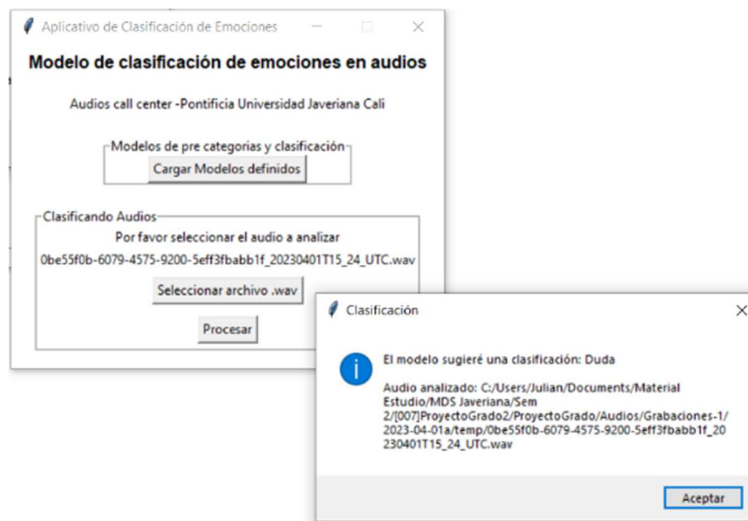 Aplicativo de Clasificación de Emociones
Modelo de clasificación de emociones en audios
Audios call center -Pontificia Universidad Javeriana Cali
Modelos de pre categorias y clasificación
Cargar Modelos definidos
Clasificando Audios
Por favor seleccionar el audio a analizar
0be55f0b-6079-4575-9200-5eff3fbabb1f_20230401T15_24_UTC.wav
Seleccionar archivo .wav
Procesar
Clasificación
El modelo sugieré una clasificación: Duda
Audio analizado: C:/Users/Julian/Documents/Material
Estudio/MDS Javeriana/Sem
2/[007]ProyectoGrado2/ProyectoGrado/Audios/Grabaciones-1/
2023-04-01a/temp/0be55f0b-6079-4575-9200-5eff3fbabb1f_20
230401T15_24_UTC.wav
Aceptar